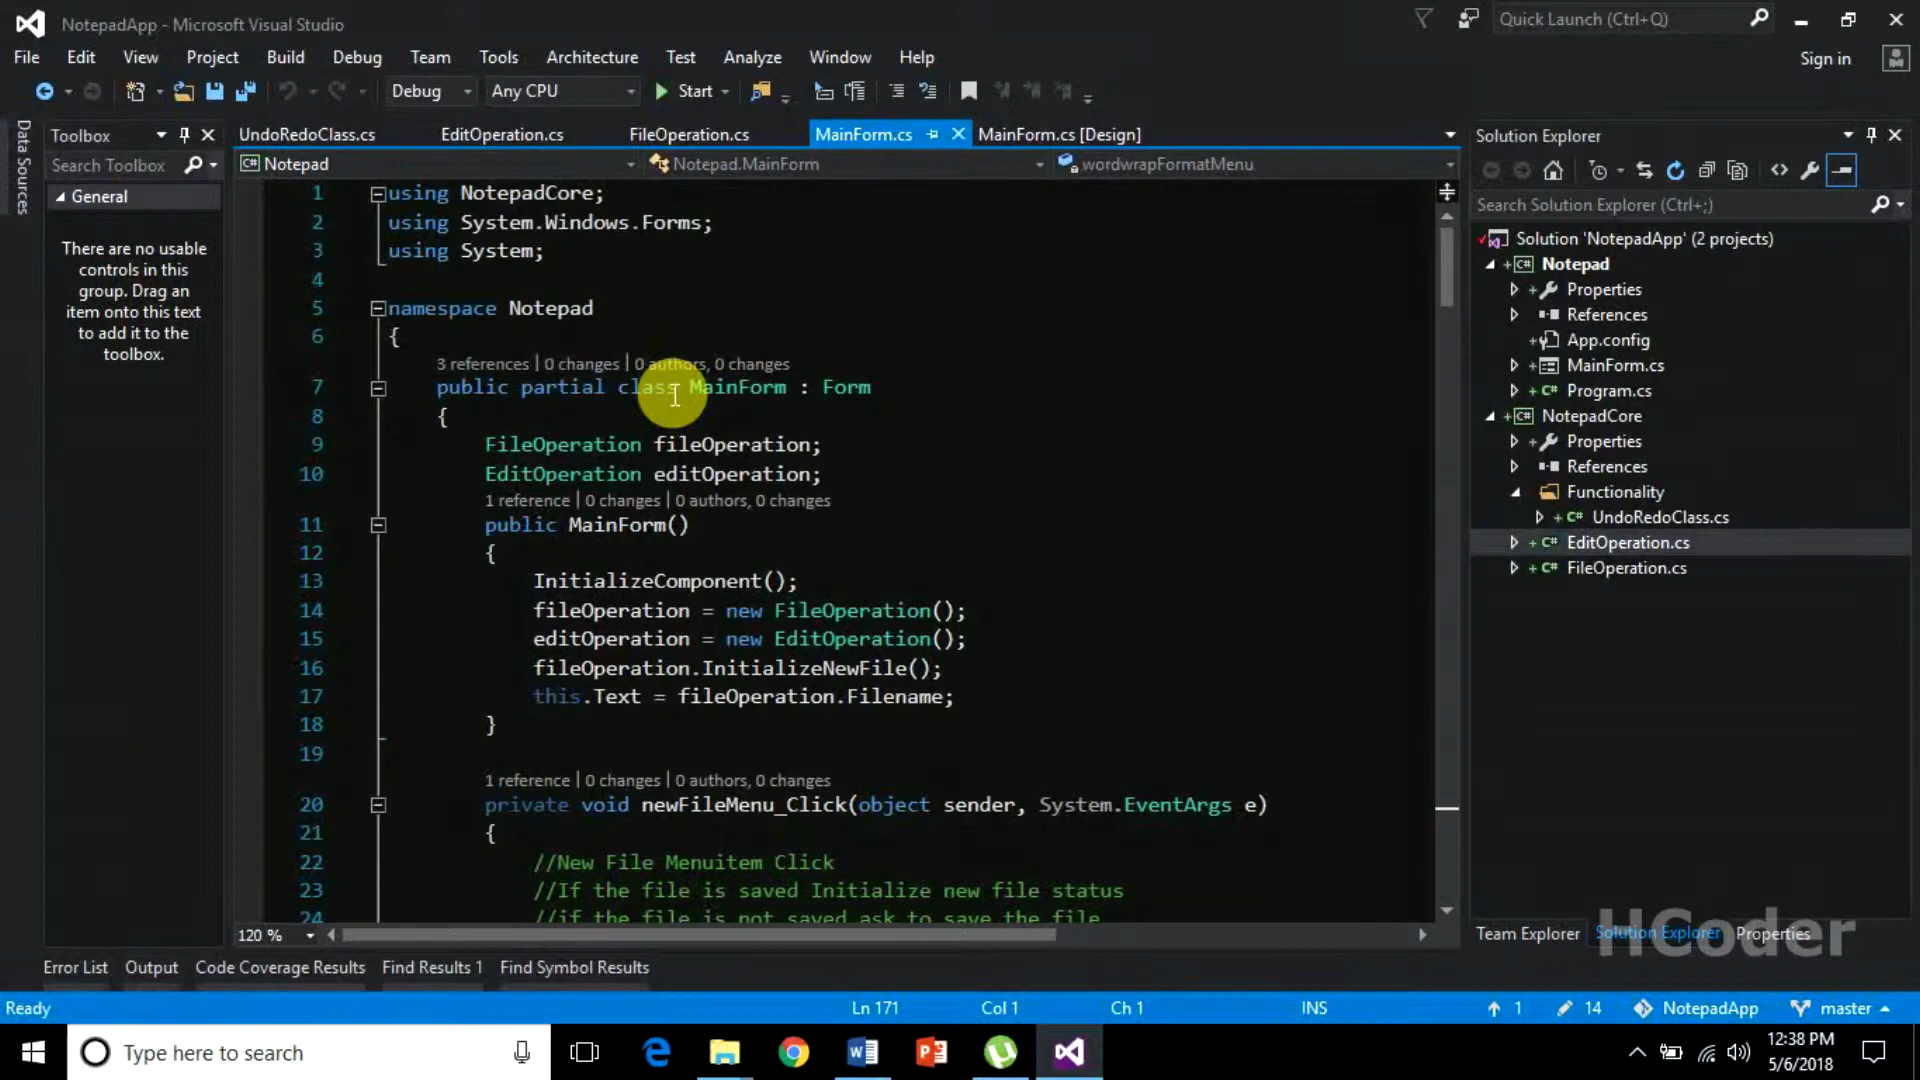 NotepadApp - Microsoft Visual Studio
Quick Launch (Ctrl+Q)
File Edit View Project Build Debug Team Tools Architecture Test Analyze Window Help
Sign in
Debug Any CPU Start
Data Sources
Toolbox
Search Toolbox
General
There are no usable
controls in this
group. Drag an
item onto this text
to add it to the
toolbox.
UndoRedoClass.cs EditOperation.cs FileOperation.cs MainForm.cs MainForm.cs [Design]
Notepad Notepad.MainForm wordwrapFormatMenu
1 using NotepadCore;
2 using System.Windows.Forms;
3 using System;
4
5 namespace Notepad
6 {
3 references | 0 changes | 0 authors, 0 changes
7 public partial class MainForm : Form
8 {
9 FileOperation fileOperation;
10 EditOperation editOperation;
1 reference | 0 changes | 0 authors, 0 changes
11 public MainForm()
12 {
13 InitializeComponent();
14 fileOperation = new FileOperation();
15 editOperation = new EditOperation();
16 fileOperation.InitializeNewFile();
17 this.Text = fileOperation.Filename;
18 }
19
1 reference | 0 changes | 0 authors, 0 changes
20 private void newFileMenu_Click(object sender, System.EventArgs e)
21 {
22 //New File Menuitem Click
23 //If the file is saved Initialize new file status
24 //if the file is not saved ask to save the file
120 %
Solution Explorer
Search Solution Explorer (Ctrl+;)
Solution 'NotepadApp' (2 projects)
Notepad
Properties
References
App.config
MainForm.cs
Program.cs
NotepadCore
Properties
References
Functionality
UndoRedoClass.cs
EditOperation.cs
FileOperation.cs
Team Explorer Solution Explorer Properties
HCoder
Error List Output Code Coverage Results Find Results 1 Find Symbol Results
Ready Ln 171 Col 1 Ch 1 INS 1 14 NotepadApp master
Type here to search
12:38 PM
5/6/2018